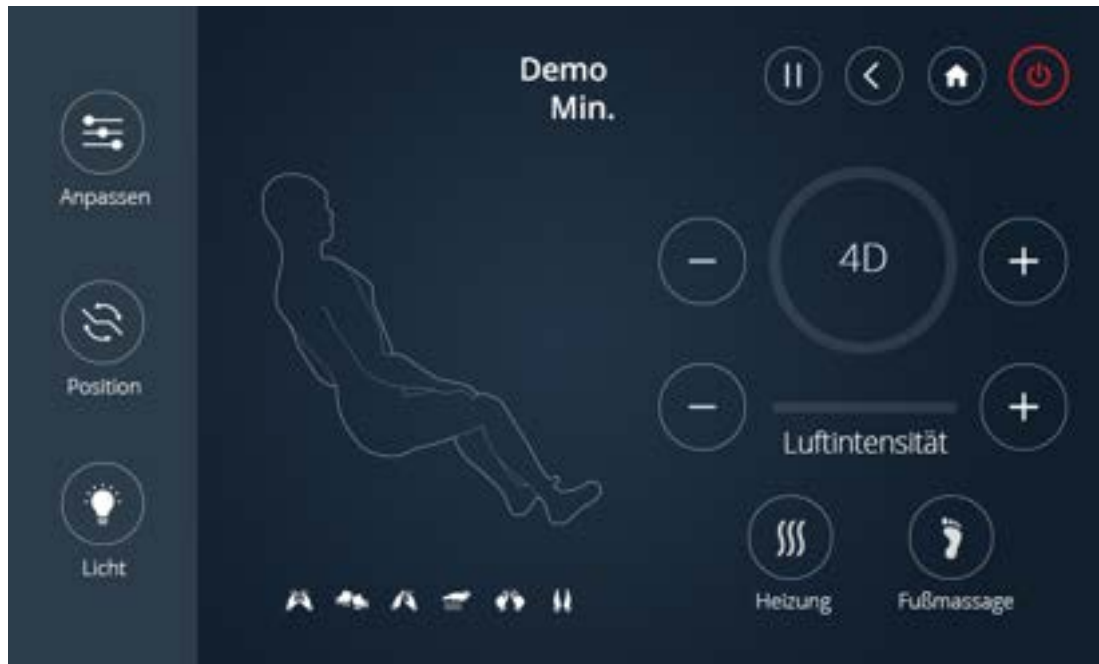 Demo
Min.
Anpassen
4D
Position
Luftintensität
Licht
Heizung
Fußmassage